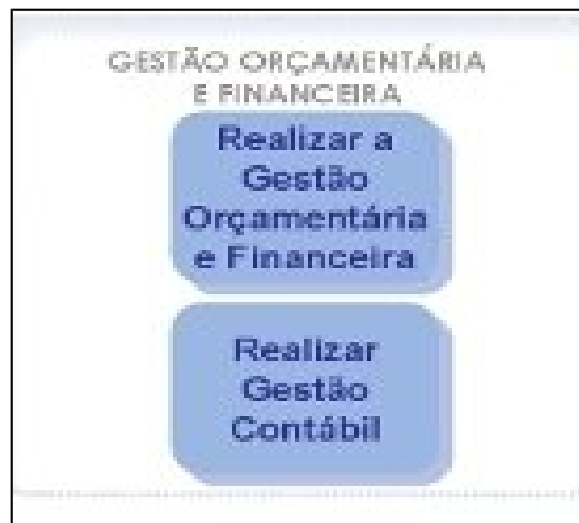 GESTÃO ORÇAMENTÁRIA
E FINANCEIRA
Realizar a
Gestão
Orçamentária
e Financeira
Realizar
Gestão
Contábil